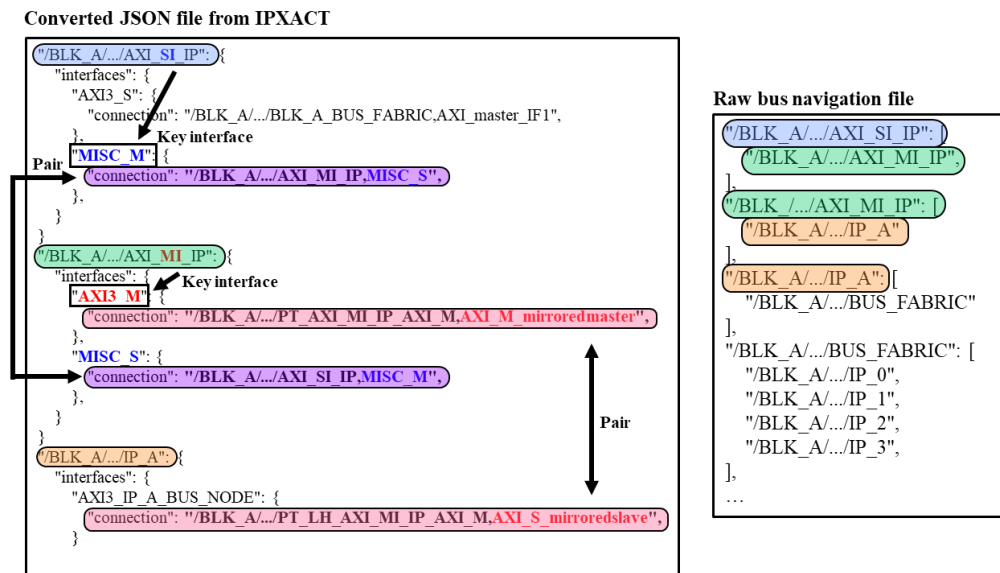 Converted JSON file from IPXACT
"/BLK_A/.../AXI_SI_IP": {
"interfaces": {
"AXI3_S": {
"connection": "/BLK_A/.../BLK_A_BUS_FABRIC,AXI_master_IF1",
},
Key interface
"MISC_M": {
Pair
"connection": "/BLK_A/.../AXI_MI_IP,MISC_S",
},
}
}
"/BLK_A/.../AXI_MI_IP": {
"interfaces": {
Key interface
"AXI3_M": {
"connection": "/BLK_A/.../PT_AXI_MI_IP_AXI_M,AXI_M_mirroredmaster",
},
"MISC_S": {
"connection": "/BLK_A/.../AXI_SI_IP,MISC_M",
},
}
}
Pair
"/BLK_A/.../IP_A": {
"interfaces": {
"AXI3_IP_A_BUS_NODE": {
"connection": "/BLK_A/.../PT_LH_AXI_MI_IP_AXI_M,AXI_S_mirroredslave",
}
Raw bus navigation file
"/BLK_A/.../AXI_SI_IP": [
"/BLK_A/.../AXI_MI_IP",
],
"/BLK_/.../AXI_MI_IP": [
"/BLK_A/.../IP_A"
],
"/BLK_A/.../IP_A": [
"/BLK_A/.../BUS_FABRIC"
],
"/BLK_A/.../BUS_FABRIC": [
"/BLK_A/.../IP_0",
"/BLK_A/.../IP_1",
"/BLK_A/.../IP_2",
"/BLK_A/.../IP_3",
],
...